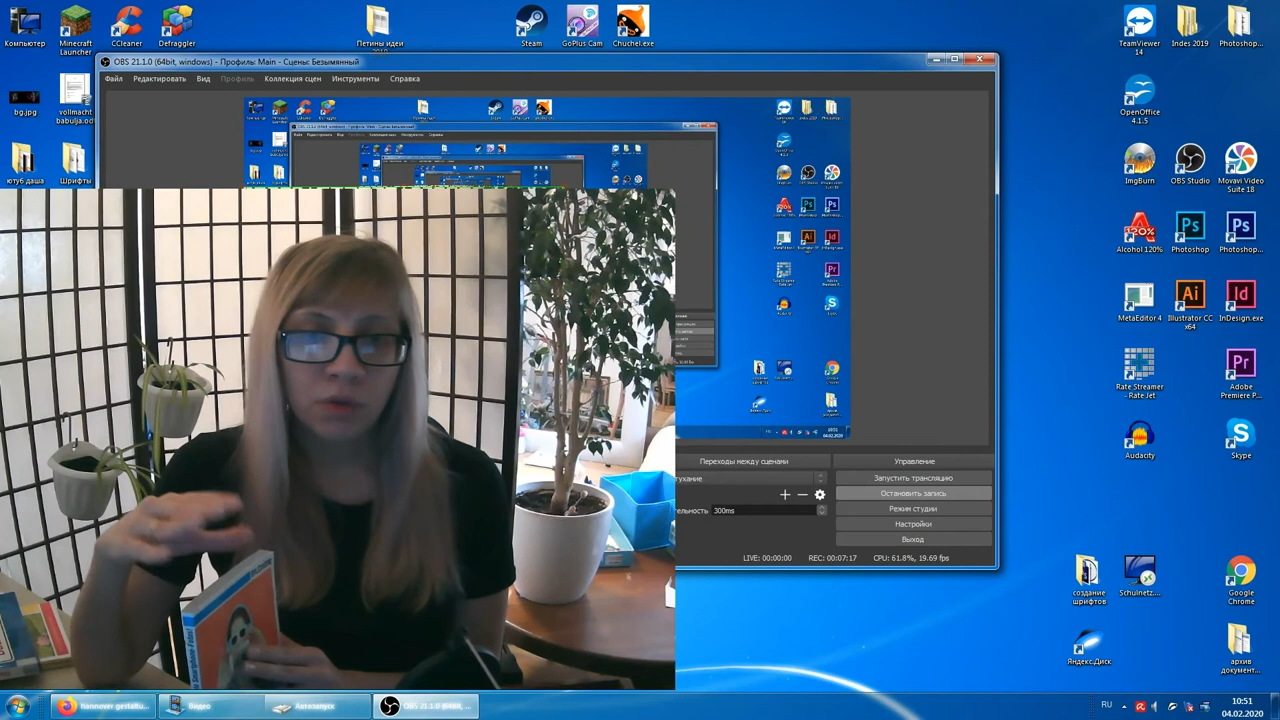 Компьютер
Minecraft
Launcher
CCleaner
Defraggler
Петины идеи
2019
Steam
GoPlus Cam
Chuchel.exe
TeamViewer
14
Indes 2019
Photoshop...
bg.jpg
vollmacht
babulja.odt
ютуб даша
Шрифты
OBS 21.1.0 (64bit, windows) - Профиль: Main - Сцены: Безымянный
Файл Редактировать Вид Профиль Коллекция сцен Инструменты Справка
OpenOffice
4.1.5
ImgBurn
OBS Studio
Movavi Video
Suite 18
Alcohol 120%
Photoshop
Photoshop...
MetaEditor 4
Illustrator CC
x64
InDesign.exe
Rate Streamer
- Rate Jet
Adobe
Premiere P...
Audacity
Skype
Переходы между сценами
Управление
тухание
Запустить трансляцию
Остановить запись
ельность 300ms
Режим студии
Настройки
Выход
LIVE: 00:00:00 REC: 00:07:17 CPU: 61.8%, 19.69 fps
создание
шрифтов
Schulnetz....
Google
Chrome
Яндекс.Диск
архив
документ...
hannover gestaltu...
Видео
Автозапуск
OBS 21.1.0 (64bit, ...
RU
10:51
04.02.2020